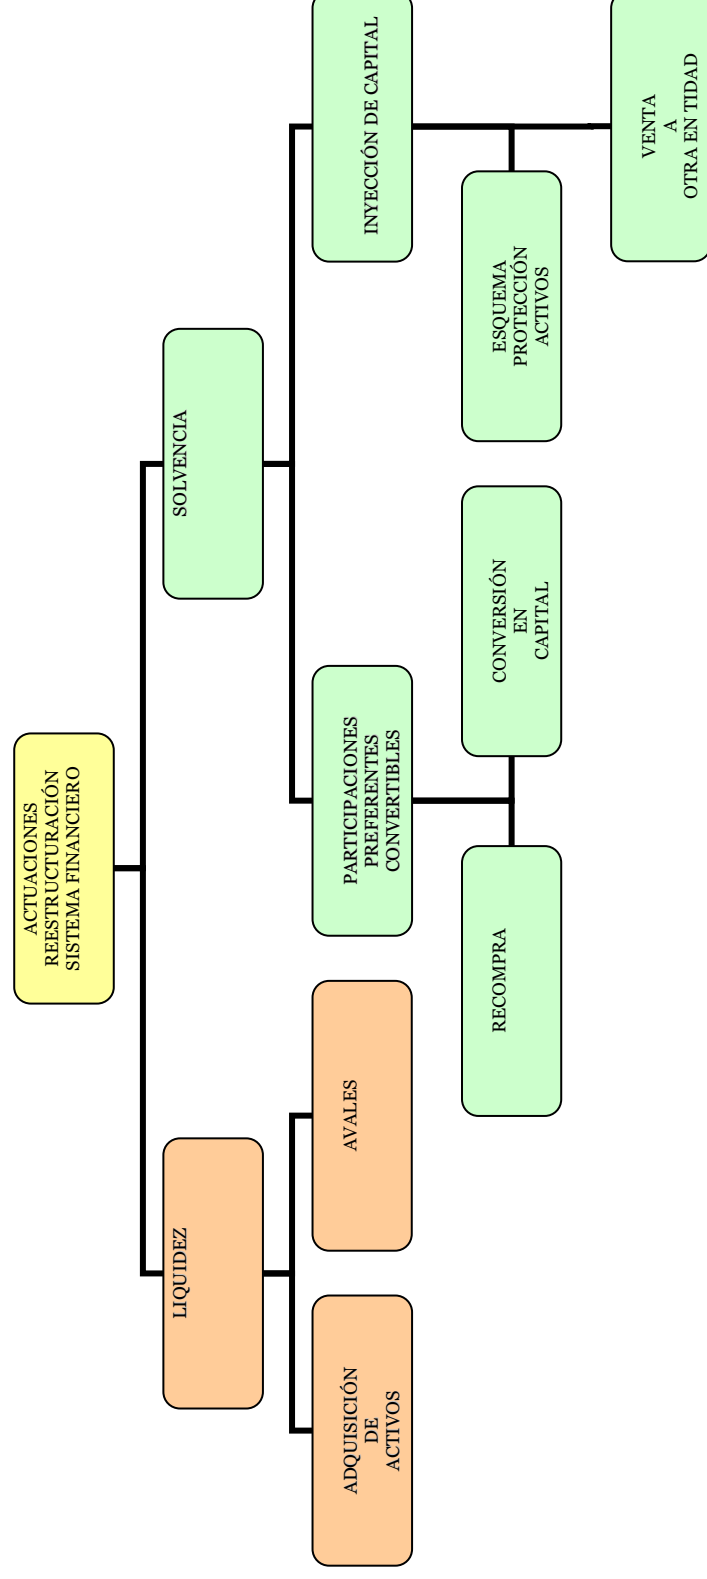 ACTUACIONES
REESTRUCTURACIÓN
SISTEMA FINANCIERO
LIQUIDEZ
SOLVENCIA
ADQUISICIÓN
DE
ACTIVOS
AVALES
PARTICIPACIONES
PREFERENTES
CONVERTIBLES
INYECCIÓN DE CAPITAL
RECOMPRA
CONVERSIÓN
EN
CAPITAL
ESQUEMA
PROTECCIÓN
ACTIVOS
VENTA
A
OTRA EN TIDAD